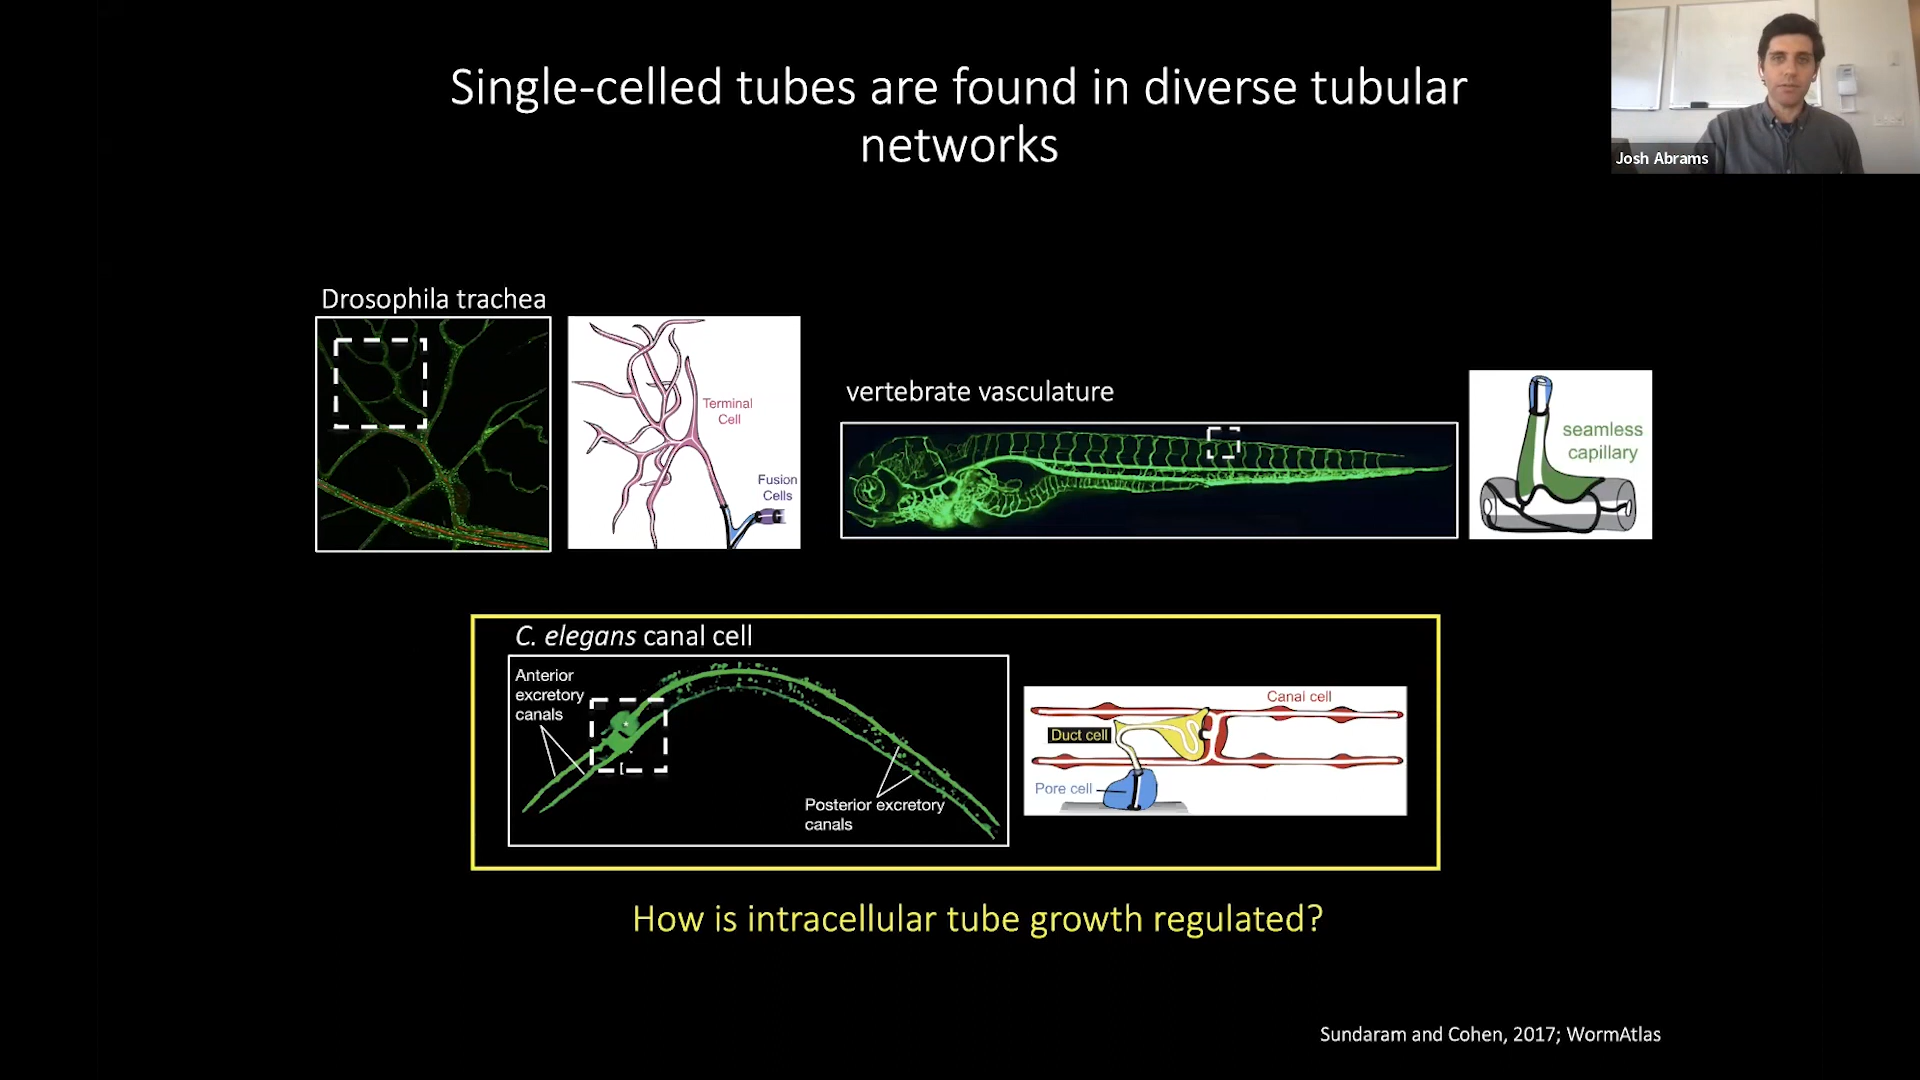 Single-celled tubes are found in diverse tubular
networks
Josh Abrams
Drosophila trachea
Terminal
Cell
Fusion
Cells
vertebrate vasculature
seamless
capillary
C. elegans canal cell
Anterior
excretory
canals
Posterior excretory
canals
Canal cell
Duct cell
Pore cell
How is intracellular tube growth regulated?
Sundaram and Cohen, 2017; WormAtlas